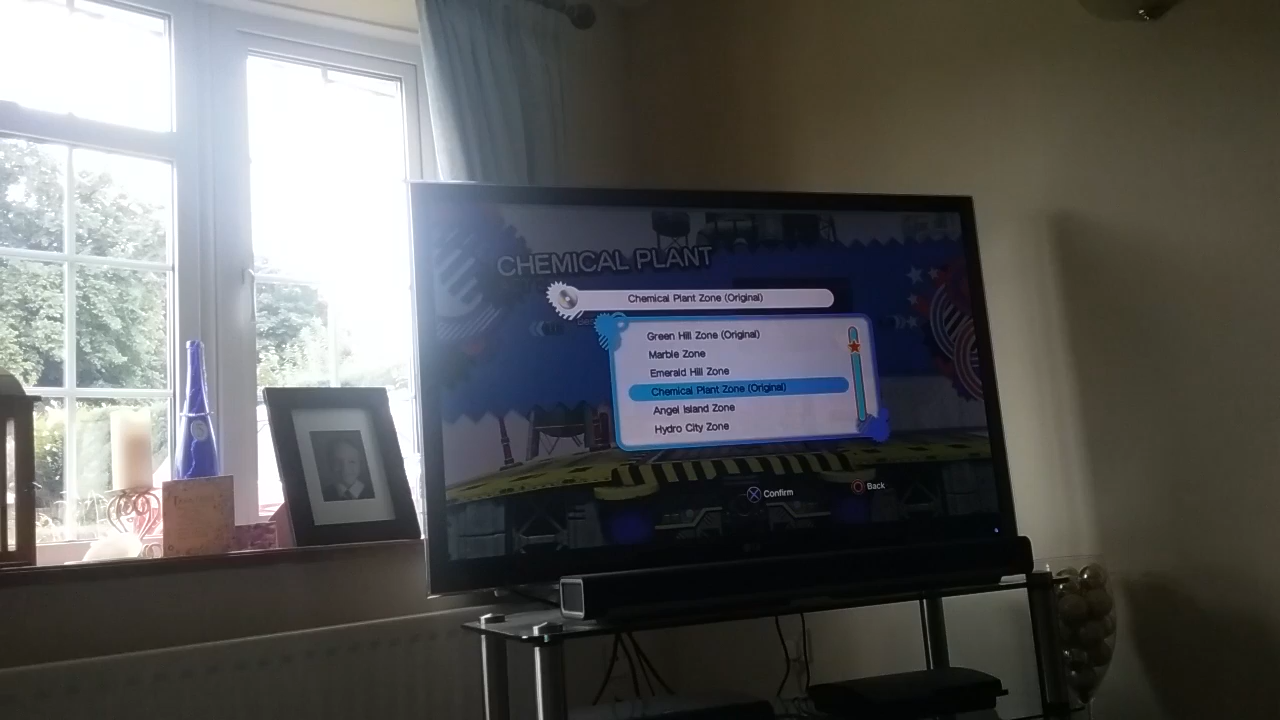 CHEMICAL PLANT
Chemical Plant Zone (Original)
Green Hill Zone (Original)
Marble Zone
Emerald Hill Zone
Chemical Plant Zone (Original)
Angel Island Zone
Hydro City Zone
Confirm
Back